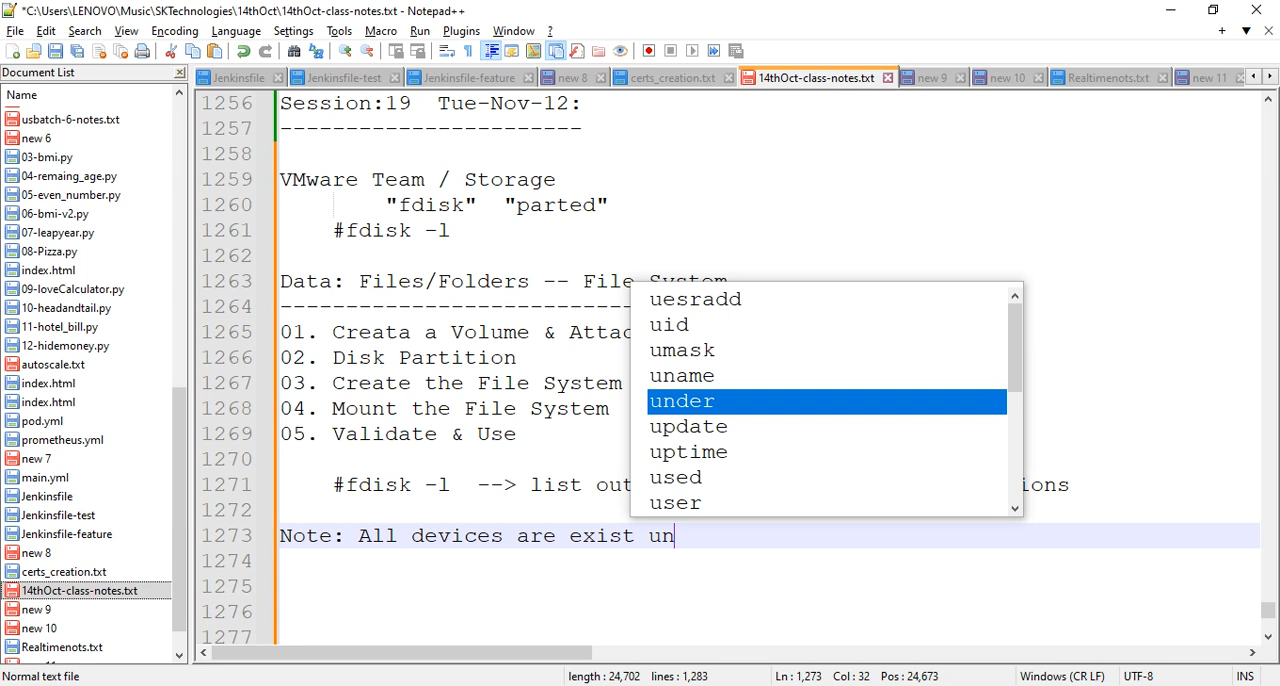 *C:\Users\LENOVO\Music\SKTechnologies\14thOct\14thOct-class-notes.txt - Notepad++
File Edit Search View Encoding Language Settings Tools Macro Run Plugins Window ?
Document List
Jenkinsfile Jenkinsfile-test Jenkinsfile-feature new 8 certs_creation.txt 14thOct-class-notes.txt new 9 new 10 Realtimenots.txt new 11
Name
usbatch-6-notes.txt
new 6
03-bmi.py
04-remaing_age.py
05-even_number.py
06-bmi-v2.py
07-leapyear.py
08-Pizza.py
index.html
09-loveCalculator.py
10-headandtail.py
11-hotel_bill.py
12-hidemoney.py
autoscale.txt
index.html
index.html
pod.yml
prometheus.yml
new 7
main.yml
Jenkinsfile
Jenkinsfile-test
Jenkinsfile-feature
new 8
certs_creation.txt
14thOct-class-notes.txt
new 9
new 10
Realtimenots.txt
1256 Session:19 Tue-Nov-12:
1257 -----------------------
1258
1259 VMware Team / Storage
1260 "fdisk" "parted"
1261 #fdisk -l
1262
1263 Data: Files/Folders -- File System
1264 ---------------------------
1265 01. Creata a Volume & Attac
1266 02. Disk Partition
1267 03. Create the File System
1268 04. Mount the File System
1269 05. Validate & Use
1270
1271 #fdisk -l --> list out ions
1272
1273 Note: All devices are exist un
1274
1275
1276
1277
uesradd
uid
umask
uname
under
update
uptime
used
user
Normal text file length : 24,702 lines : 1,283 Ln : 1,273 Col : 32 Pos : 24,673 Windows (CR LF) UTF-8 INS